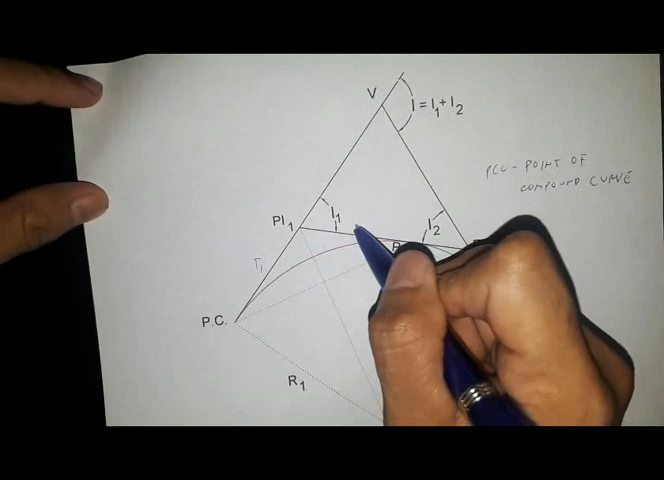 V
I = I1 + I2
PCC - POINT OF
COMPOUND CURVE
PI1
I1
I2
T1
P.C.
R1